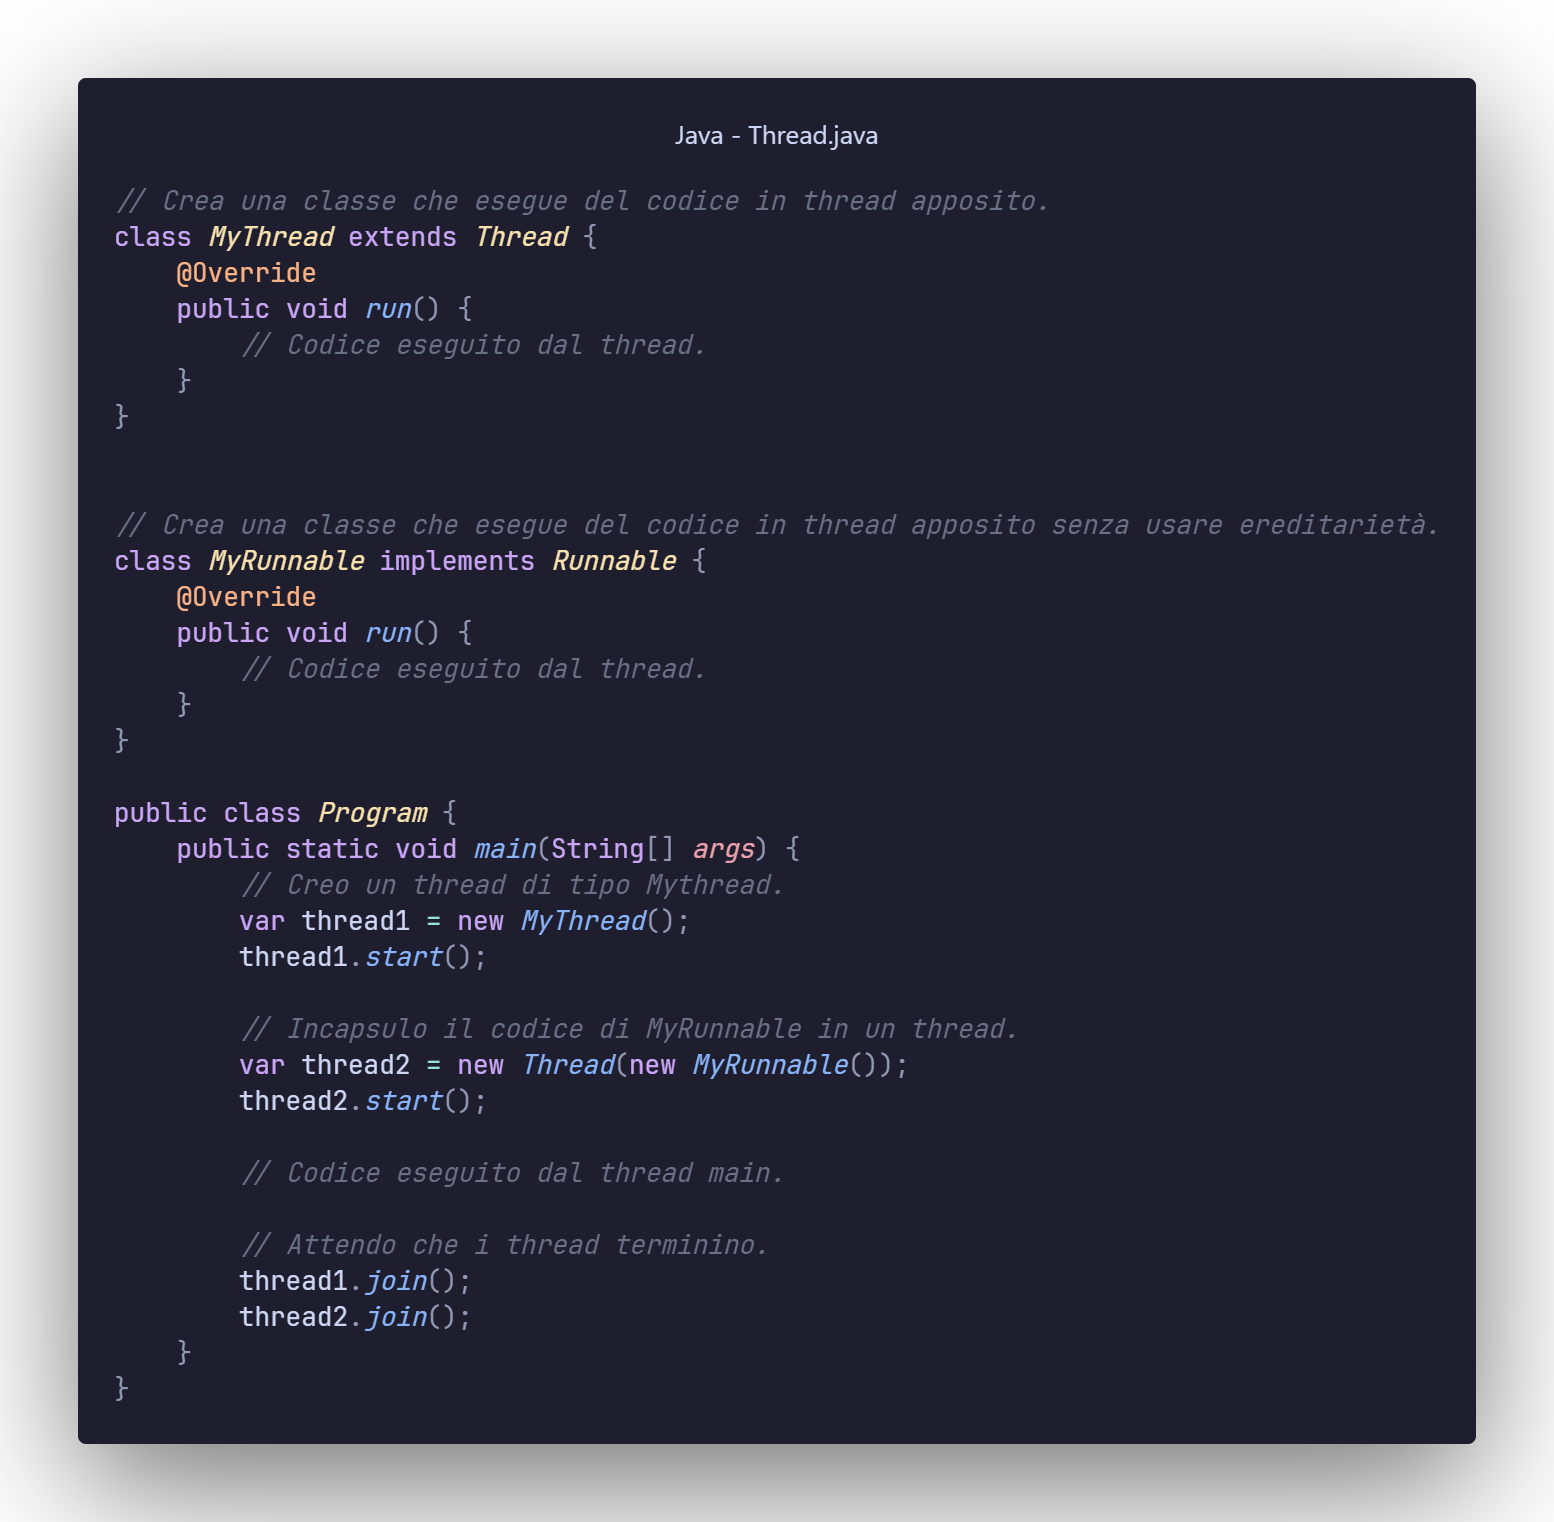 Java - Thread.java
// Crea una classe che esegue del codice in thread apposito.
class MyThread extends Thread {
    @Override
    public void run() {
        // Codice eseguito dal thread.
    }
}
// Crea una classe che esegue del codice in thread apposito senza usare ereditarietà.
class MyRunnable implements Runnable {
    @Override
    public void run() {
        // Codice eseguito dal thread.
    }
}
public class Program {
    public static void main(String[] args) {
        // Creo un thread di tipo Mythread.
        var thread1 = new MyThread();
        thread1.start();
        // Incapsulo il codice di MyRunnable in un thread.
        var thread2 = new Thread(new MyRunnable());
        thread2.start();
        // Codice eseguito dal thread main.
        // Attendo che i thread terminino.
        thread1.join();
        thread2.join();
    }
}